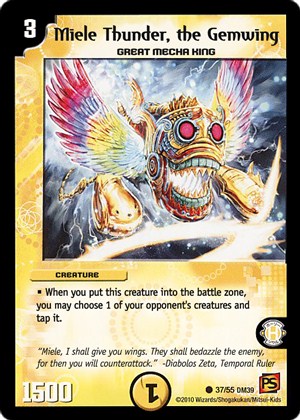 3
Miele Thunder, the Gemwing
GREAT MECHA KING
CREATURE
▪ When you put this creature into the battle zone,
you may choose 1 of your opponent's creatures and
tap it.
"Miele, I shall give you wings. They shall bedazzle the enemy,
for then you will counterattack." -Diabolos Zeta, Temporal Ruler
1500
1
37/55 DM39
©2010 Wizards/Shogakukan/Mitsui-Kids
PS